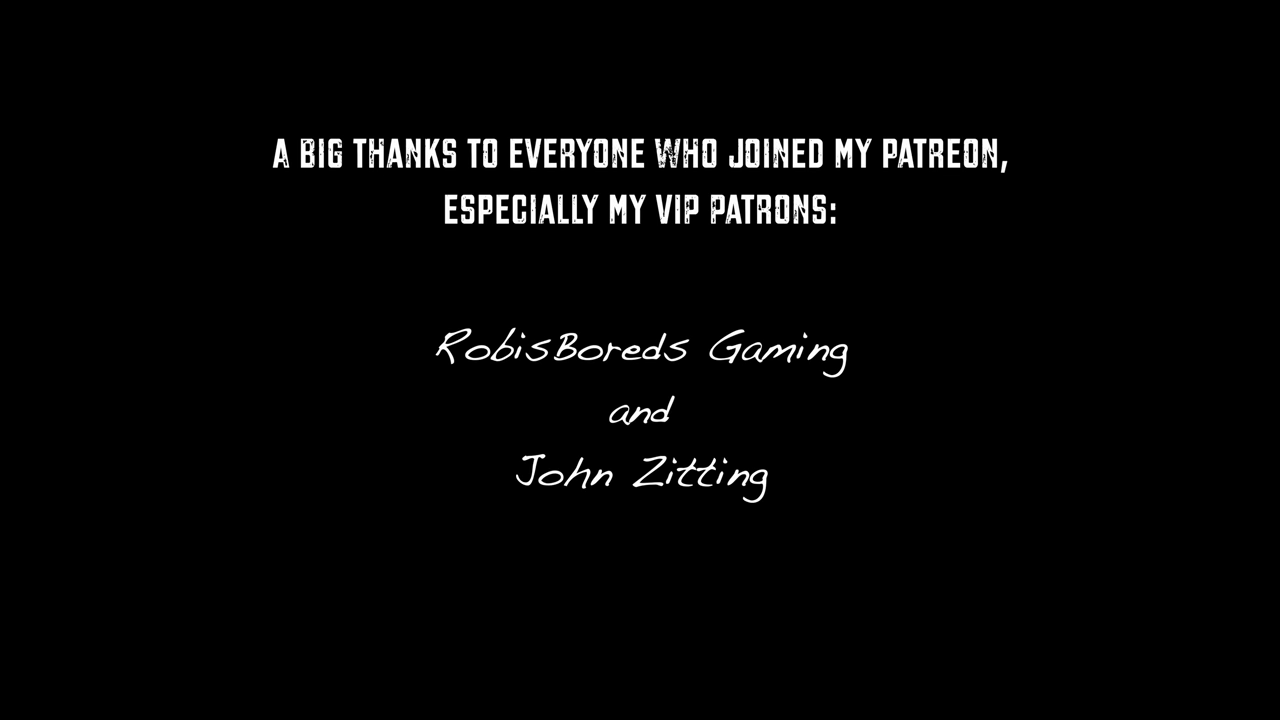 A BIG THANKS TO EVERYONE WHO JOINED MY PATREON,
ESPECIALLY MY VIP PATRONS:
RobisBoreds Gaming
and
John Zitting